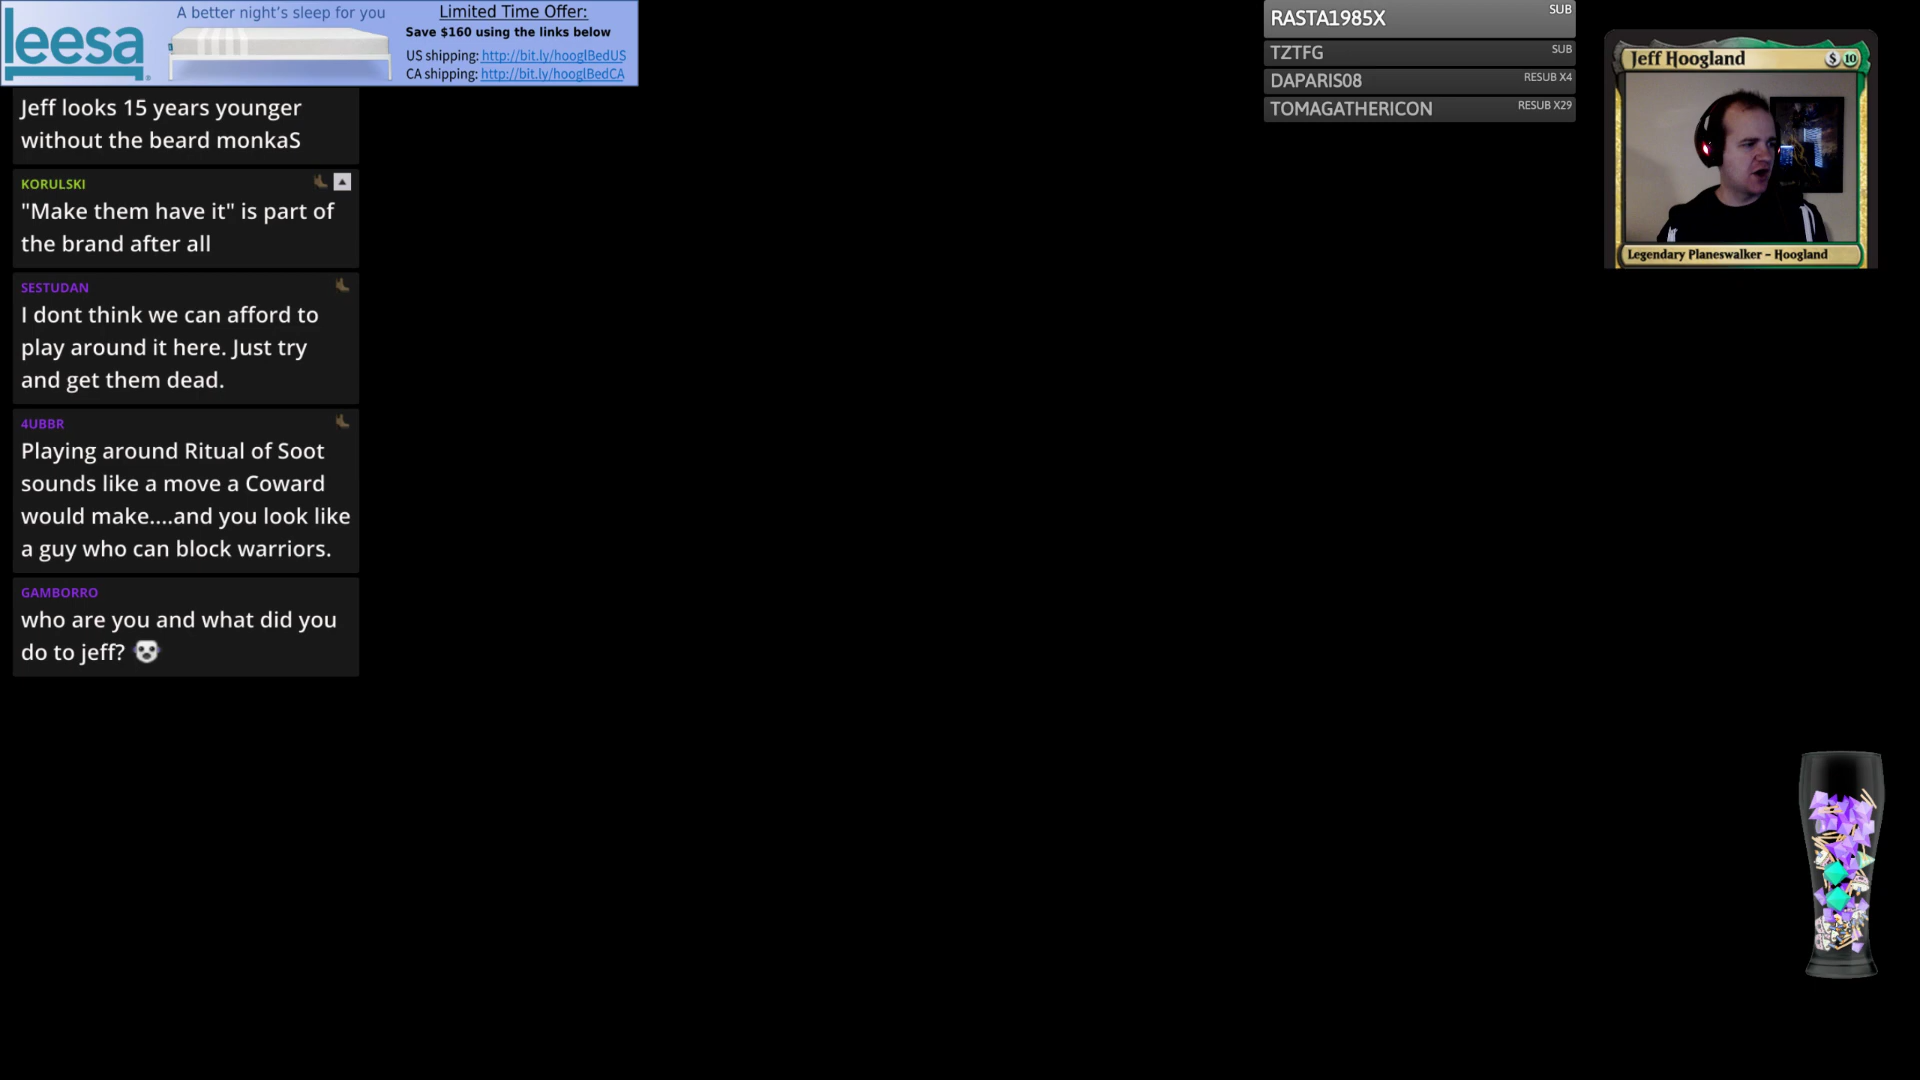 leesa
A better night's sleep for you
Limited Time Offer:
Save $160 using the links below
US shipping: http://bit.ly/hooglBedUS
CA shipping: http://bit.ly/hooglBedCA
Jeff looks 15 years younger
without the beard monkaS
KORULSKI
"Make them have it" is part of
the brand after all
SESTUDAN
I dont think we can afford to
play around it here. Just try
and get them dead.
4UBBR
Playing around Ritual of Soot
sounds like a move a Coward
would make....and you look like
a guy who can block warriors.
GAMBORRO
who are you and what did you
do to jeff?
RASTA1985X SUB
TZTFG SUB
DAPARIS08 RESUB X4
TOMAGATHERICON RESUB X29
Jeff Hoogland $ 10
Legendary Planeswalker – Hoogland